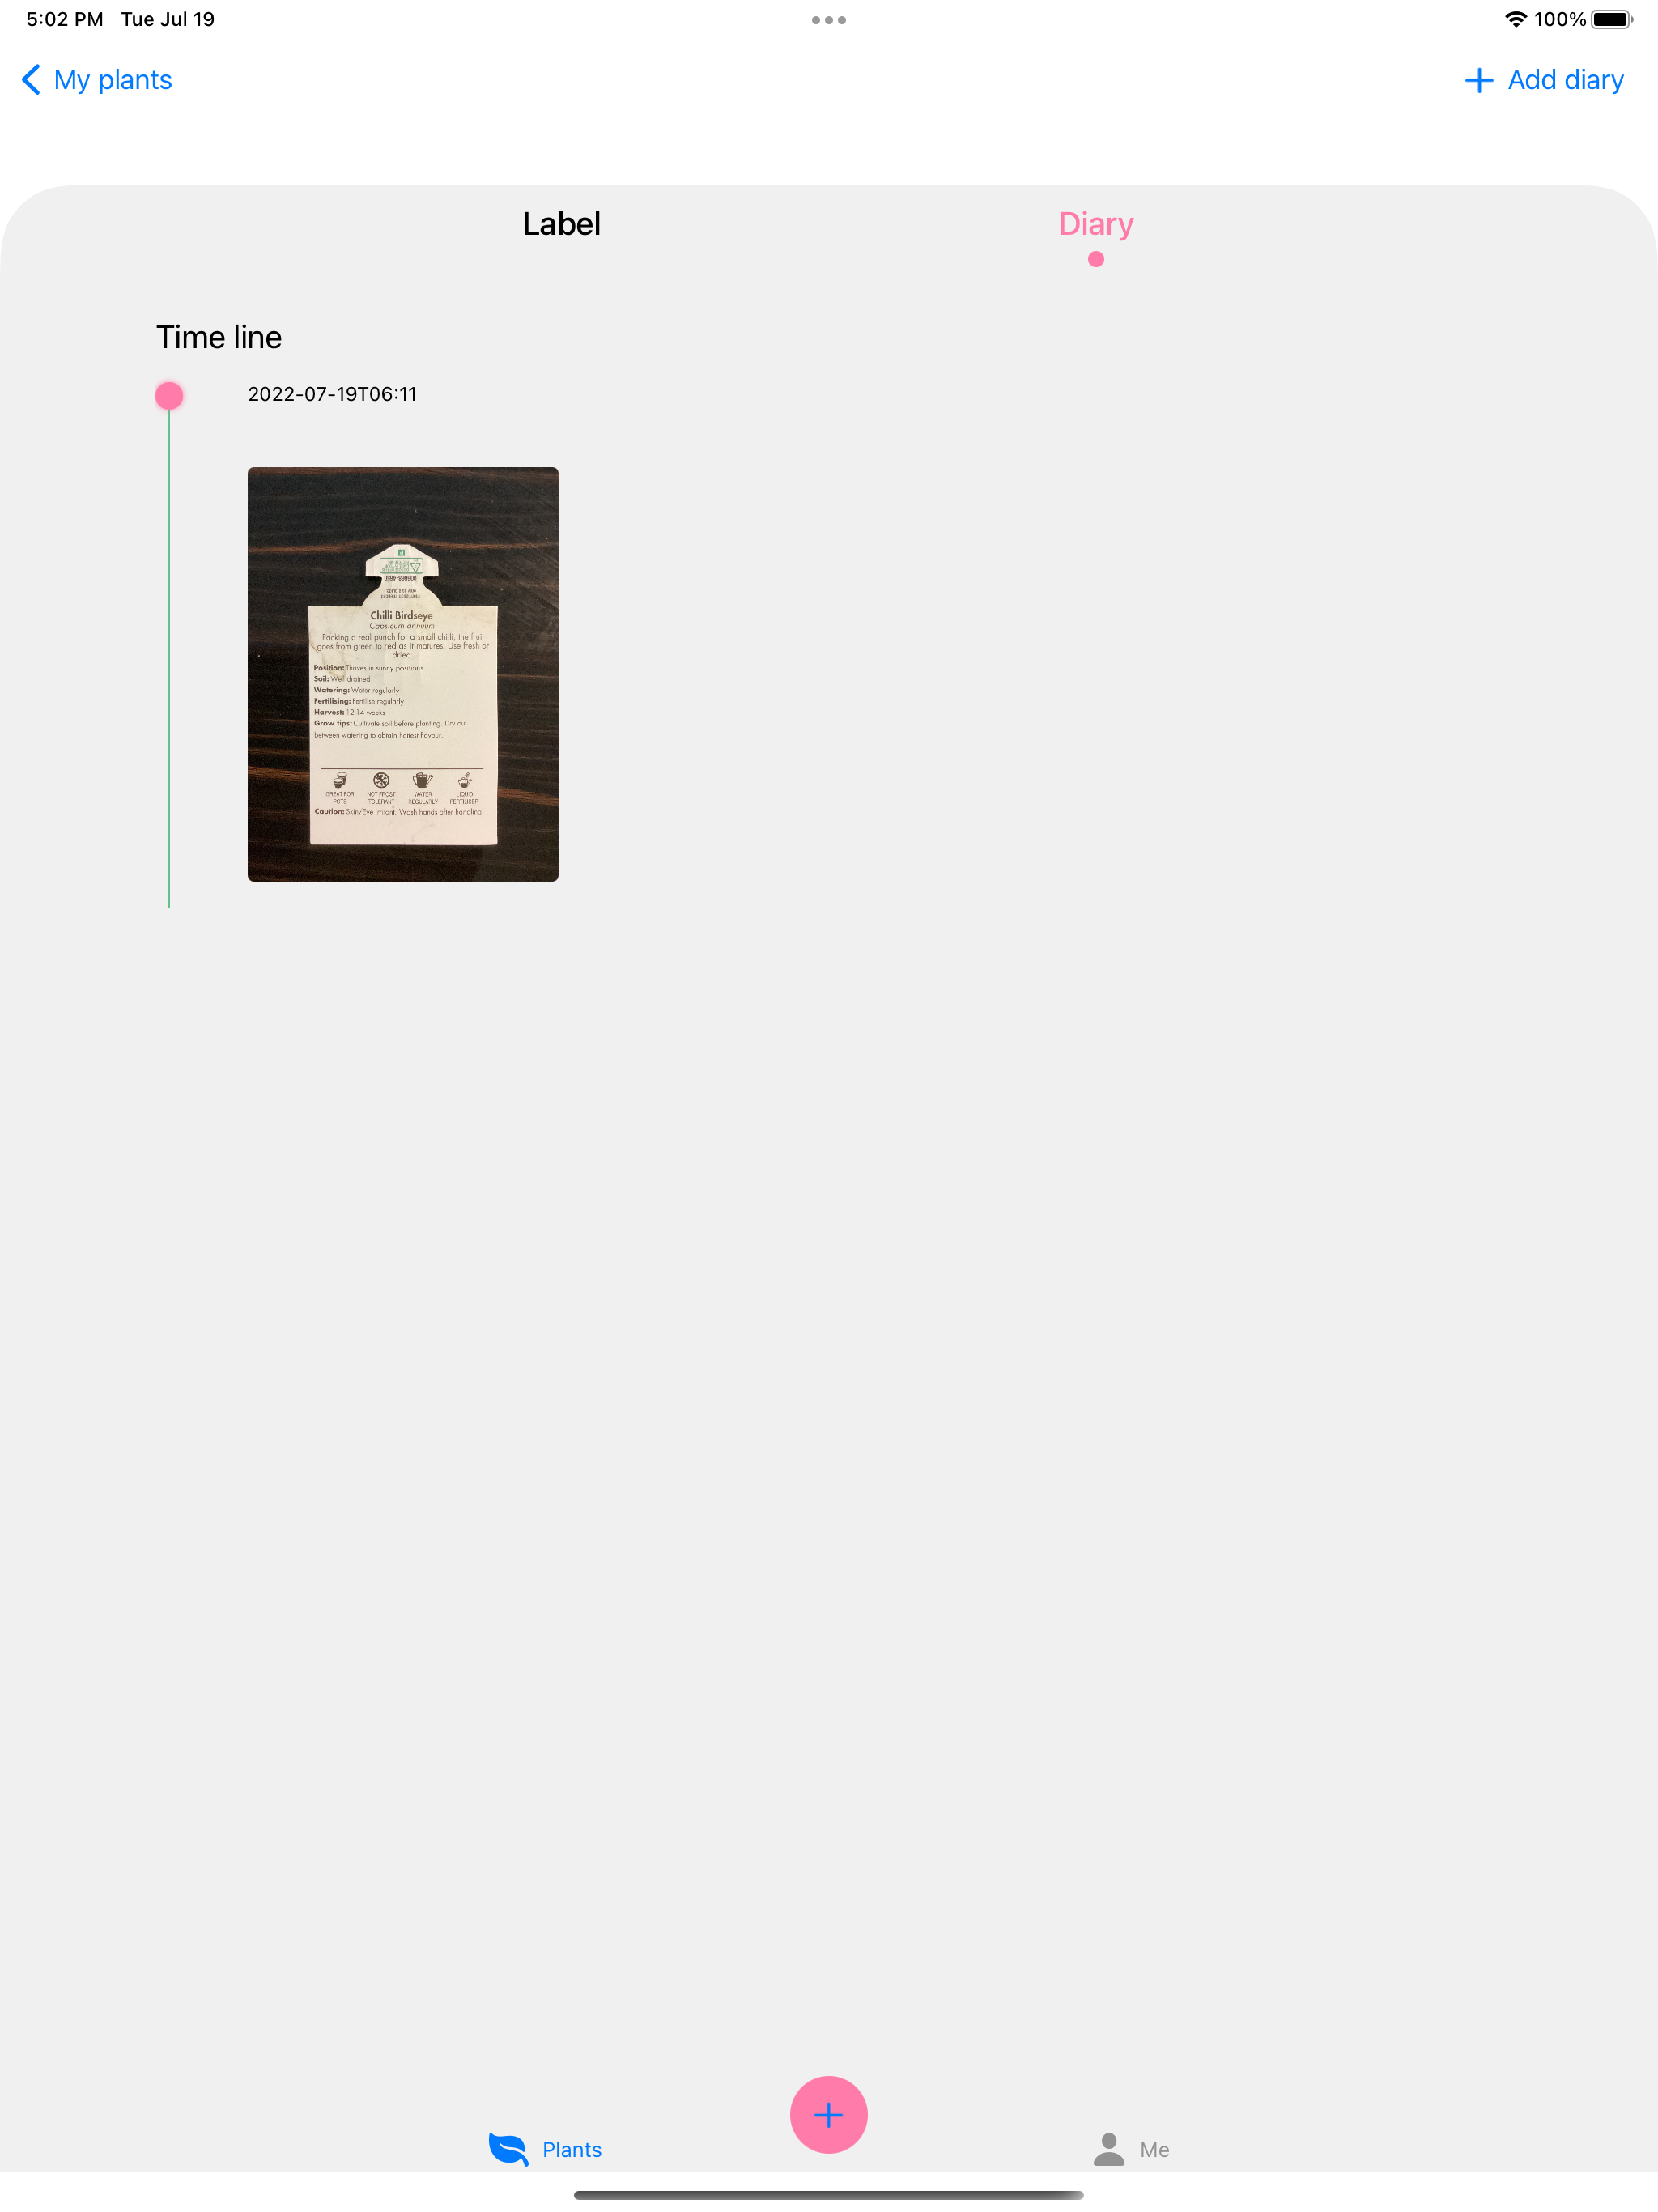 5:02 PM Tue Jul 19
100%
My plants
Add diary
Label
Diary
Time line
2022-07-19T06:11
Chilli Birdseye
Capsicum annuum
Packing a real punch for a small chilli, the fruit
goes from green to red as it matures. Use fresh or
dried.
Position: Thrives in sunny positions
Soil: Well drained
Watering: Water regularly
Fertilising: Fertilise regularly
Harvest: 12-14 weeks
Grow tips: Cultivate soil before planting. Dry out
between watering to obtain hottest flavour.
GREAT FOR
POTS
NOT FROST
TOLERANT
WATER
REGULARLY
LIQUID
FERTILISER
Caution: Skin/Eye irritant. Wash hands after handling.
Plants
Me